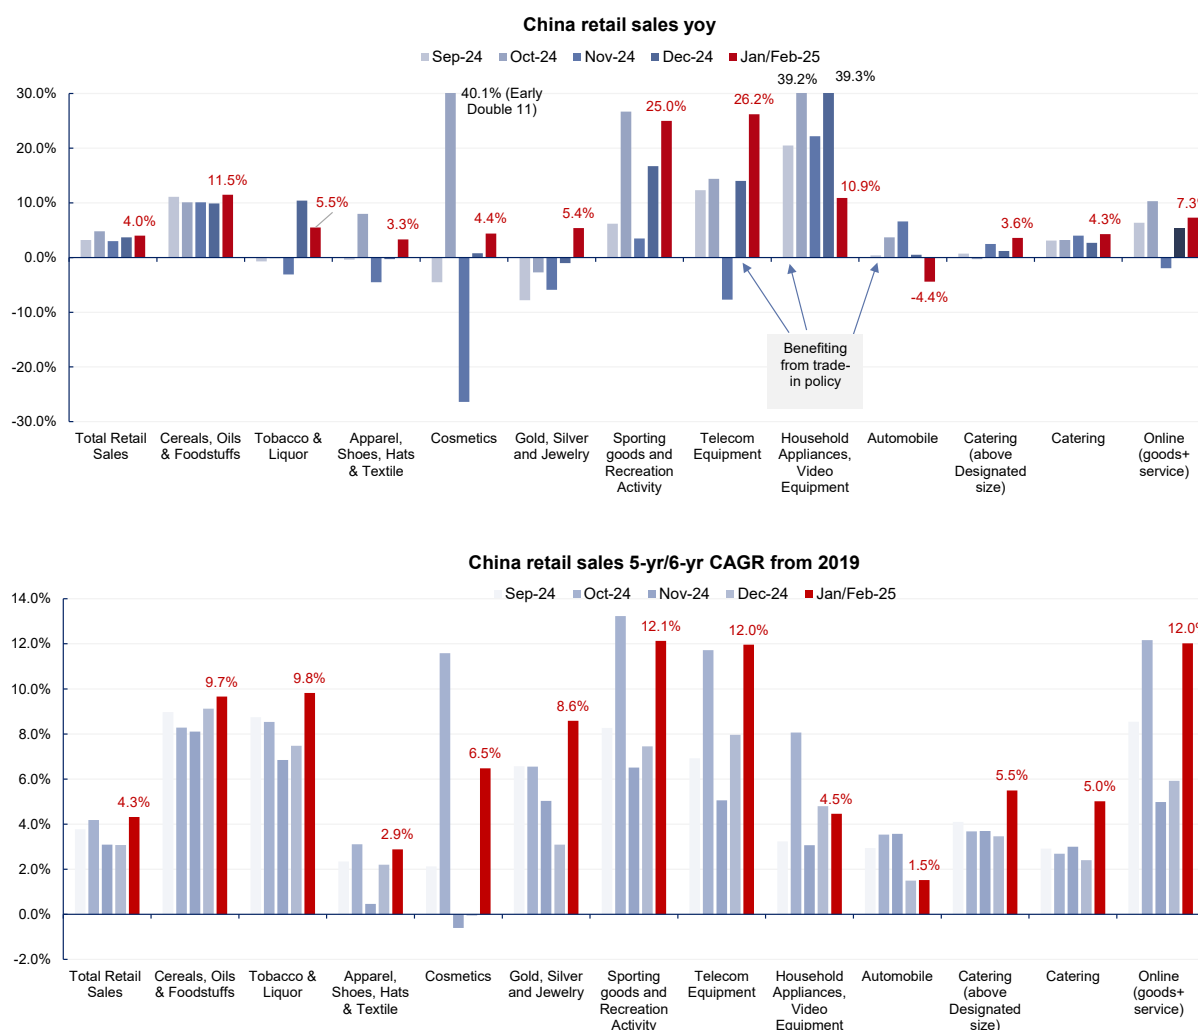 China retail sales yoy
Sep-24 Oct-24 Nov-24 Dec-24 Jan/Feb-25
30.0%
20.0%
10.0%
0.0%
-10.0%
-20.0%
-30.0%
40.1% (Early
Double 11)
39.2%
39.3%
4.0%
11.5%
5.5%
3.3%
4.4%
5.4%
25.0%
26.2%
10.9%
-4.4%
3.6%
4.3%
7.3%
Benefiting
from trade-
in policy
Total Retail
Sales
Cereals, Oils
& Foodstuffs
Tobacco &
Liquor
Apparel,
Shoes, Hats
& Textile
Cosmetics
Gold, Silver
and Jewelry
Sporting
goods and
Recreation
Activity
Telecom
Equipment
Household
Appliances,
Video
Equipment
Automobile
Catering
(above
Designated
size)
Catering
Online
(goods+
service)
China retail sales 5-yr/6-yr CAGR from 2019
Sep-24 Oct-24 Nov-24 Dec-24 Jan/Feb-25
14.0%
12.0%
10.0%
8.0%
6.0%
4.0%
2.0%
0.0%
-2.0%
4.3%
9.7%
9.8%
2.9%
6.5%
8.6%
12.1%
12.0%
4.5%
1.5%
5.5%
5.0%
12.0%
Total Retail
Sales
Cereals, Oils
& Foodstuffs
Tobacco &
Liquor
Apparel,
Shoes, Hats
& Textile
Cosmetics
Gold, Silver
and Jewelry
Sporting
goods and
Recreation
Activity
Telecom
Equipment
Household
Appliances,
Video
Equipment
Automobile
Catering
(above
Designated
size)
Catering
Online
(goods+
service)